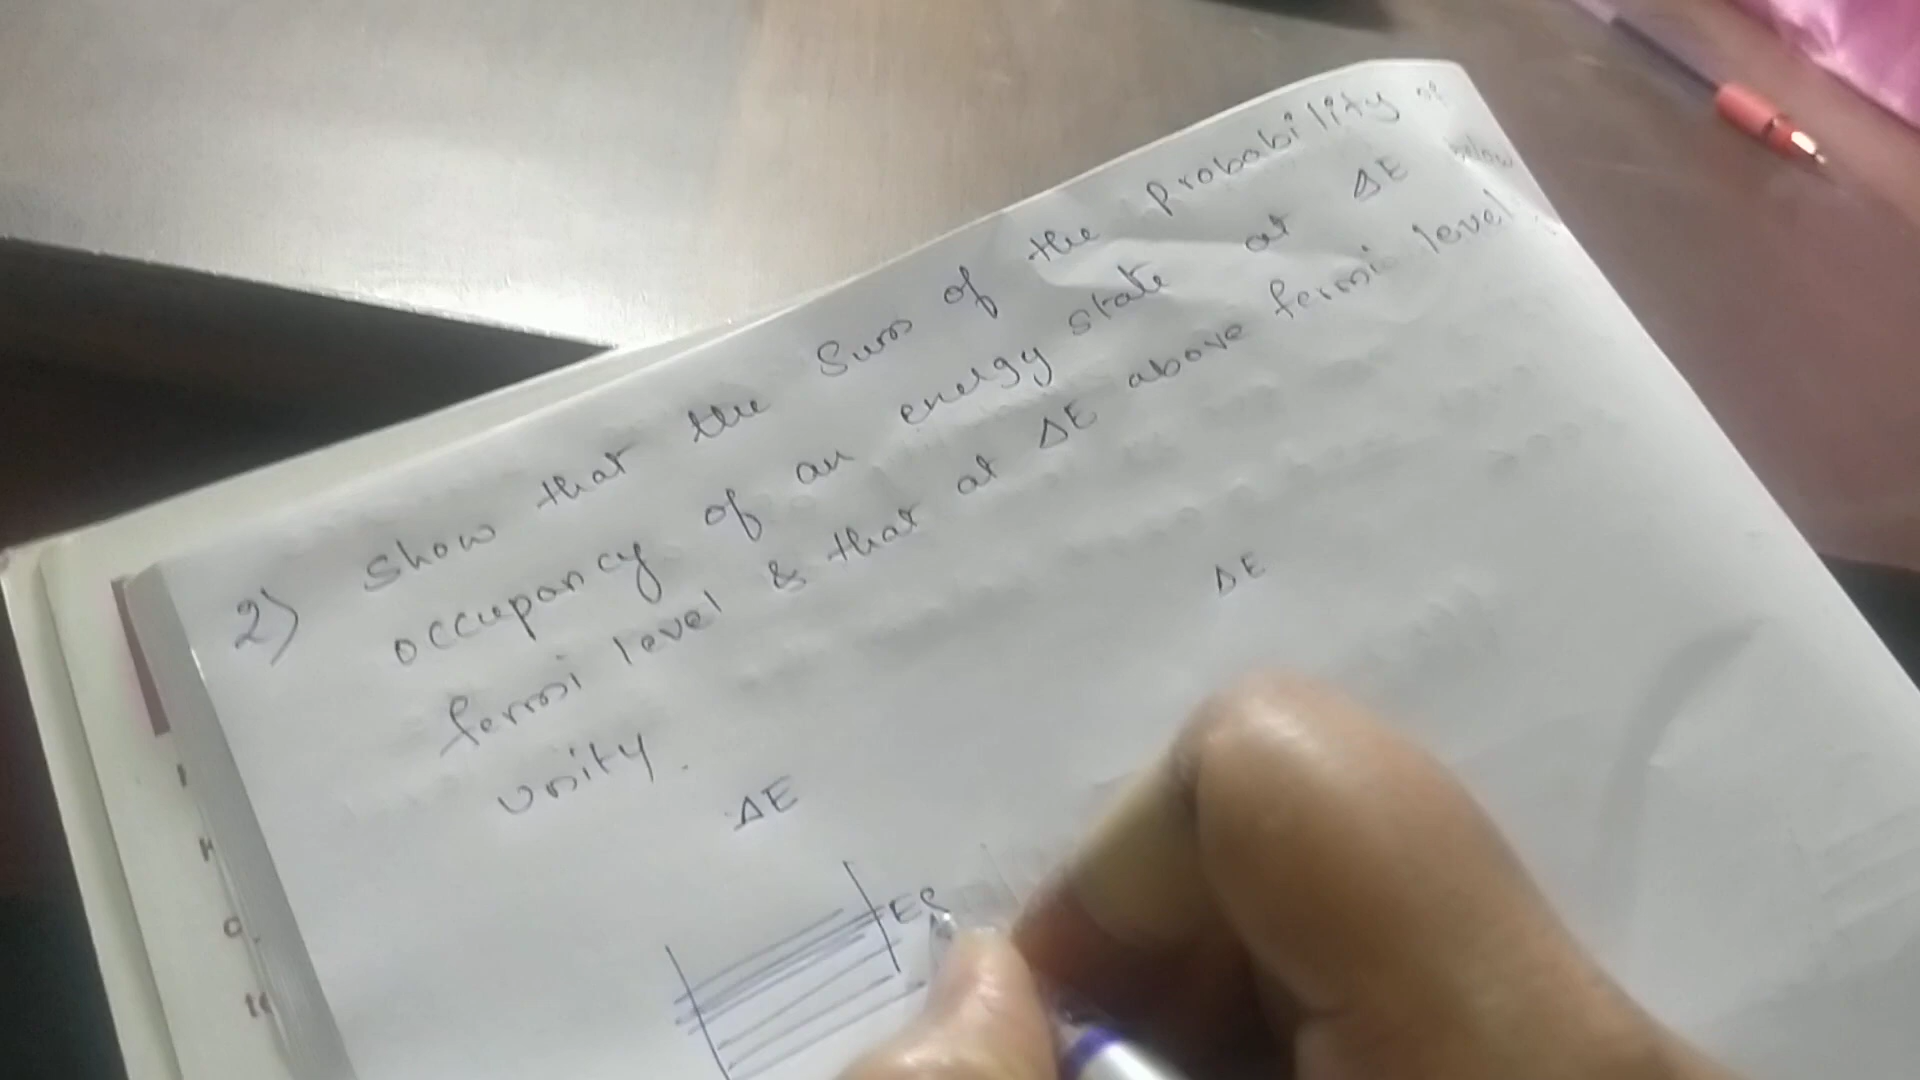 2) Show that the Sum of the probability of
occupancy of an energy state at ΔE below
fermi level & that at ΔE above fermi level
unity.
ΔE
ΔE